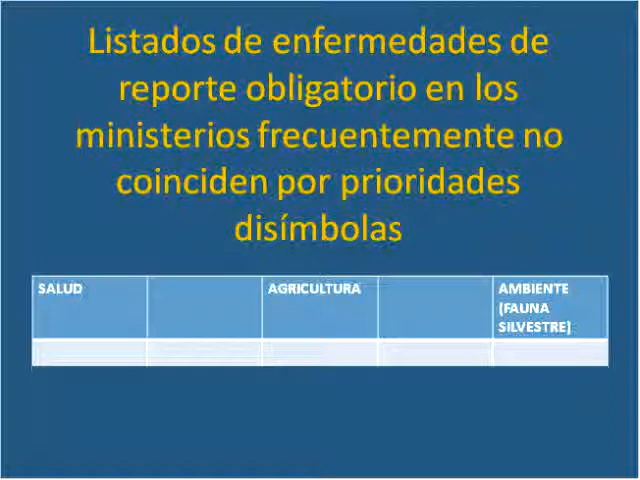 Listados de enfermedades de
reporte obligatorio en los
ministerios frecuentemente no
coinciden por prioridades
disímbolas
SALUD AGRICULTURA AMBIENTE
(FAUNA
SILVESTRE)